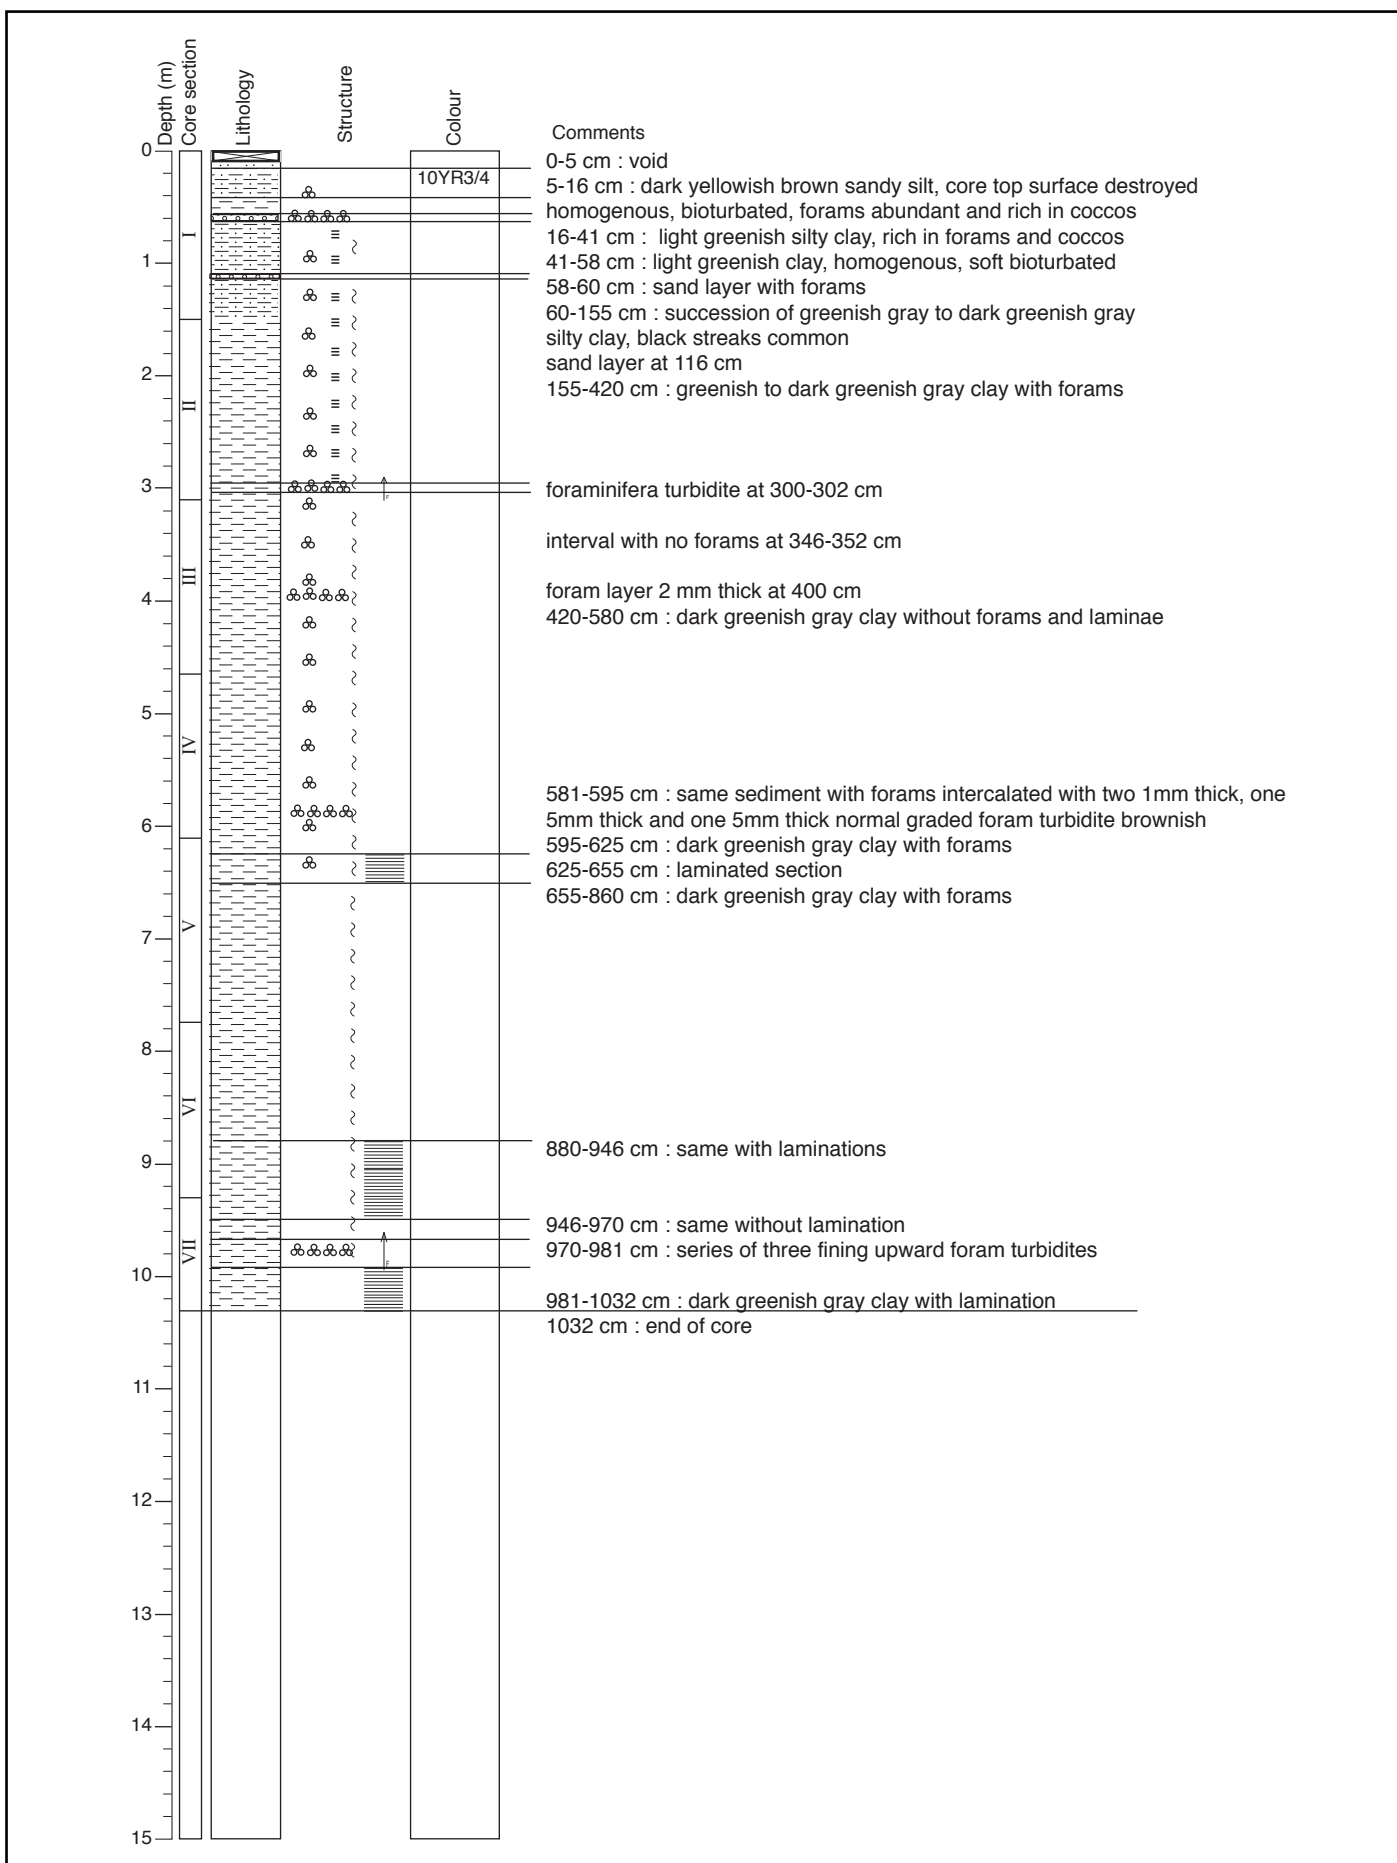 Depth (m)
Core section
Lithology
Structure
Colour
Comments
0
0-5 cm : void
10YR3/4
5-16 cm : dark yellowish brown sandy silt, core top surface destroyed
homogenous, bioturbated, forams abundant and rich in coccos
I
16-41 cm : light greenish silty clay, rich in forams and coccos
1
41-58 cm : light greenish clay, homogenous, soft bioturbated
58-60 cm : sand layer with forams
60-155 cm : succession of greenish gray to dark greenish gray
silty clay, black streaks common
sand layer at 116 cm
2
155-420 cm : greenish to dark greenish gray clay with forams
II
3
foraminifera turbidite at 300-302 cm
F
interval with no forams at 346-352 cm
III
foram layer 2 mm thick at 400 cm
4
420-580 cm : dark greenish gray clay without forams and laminae
5
IV
581-595 cm : same sediment with forams intercalated with two 1mm thick, one
5mm thick and one 5mm thick normal graded foram turbidite brownish
6
595-625 cm : dark greenish gray clay with forams
625-655 cm : laminated section
655-860 cm : dark greenish gray clay with forams
V
7
8
VI
880-946 cm : same with laminations
9
946-970 cm : same without lamination
VII
970-981 cm : series of three fining upward foram turbidites
F
10
981-1032 cm : dark greenish gray clay with lamination
1032 cm : end of core
11
12
13
14
15